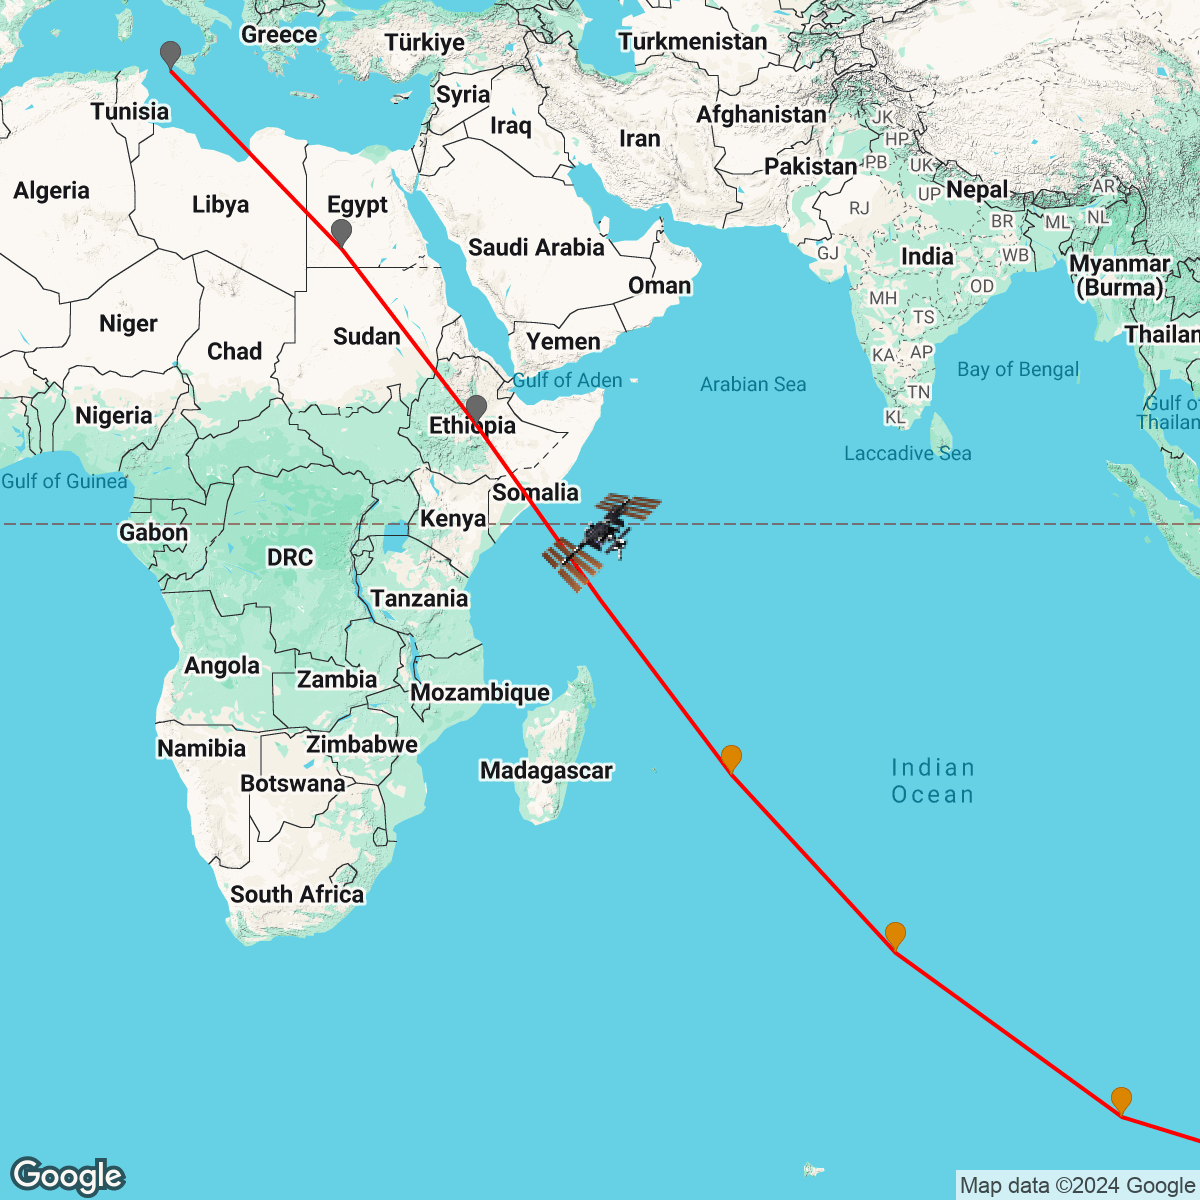 Greece
Türkiye
Turkmenistan
Syria
Afghanistan
Tunisia
Iraq
Iran
JK
HP
Pakistan
PB
UK
Algeria
Libya
Egypt
RJ
UP
Nepal
AR
BR
ML
NL
Saudi Arabia
GJ
India
WB
Myanmar
(Burma)
Oman
OD
MH
Niger
TS
Sudan
Yemen
Thailan
Chad
KA
AP
Bay of Bengal
Gulf of Aden
Arabian Sea
TN
Gulf o
Thailan
Nigeria
Ethiopia
KL
Laccadive Sea
Gulf of Guinea
Somalia
Gabon
Kenya
DRC
Tanzania
Angola
Zambia
Mozambique
Namibia
Zimbabwe
Botswana
Madagascar
Indian
Ocean
South Africa
Google
Map data ©2024 Google